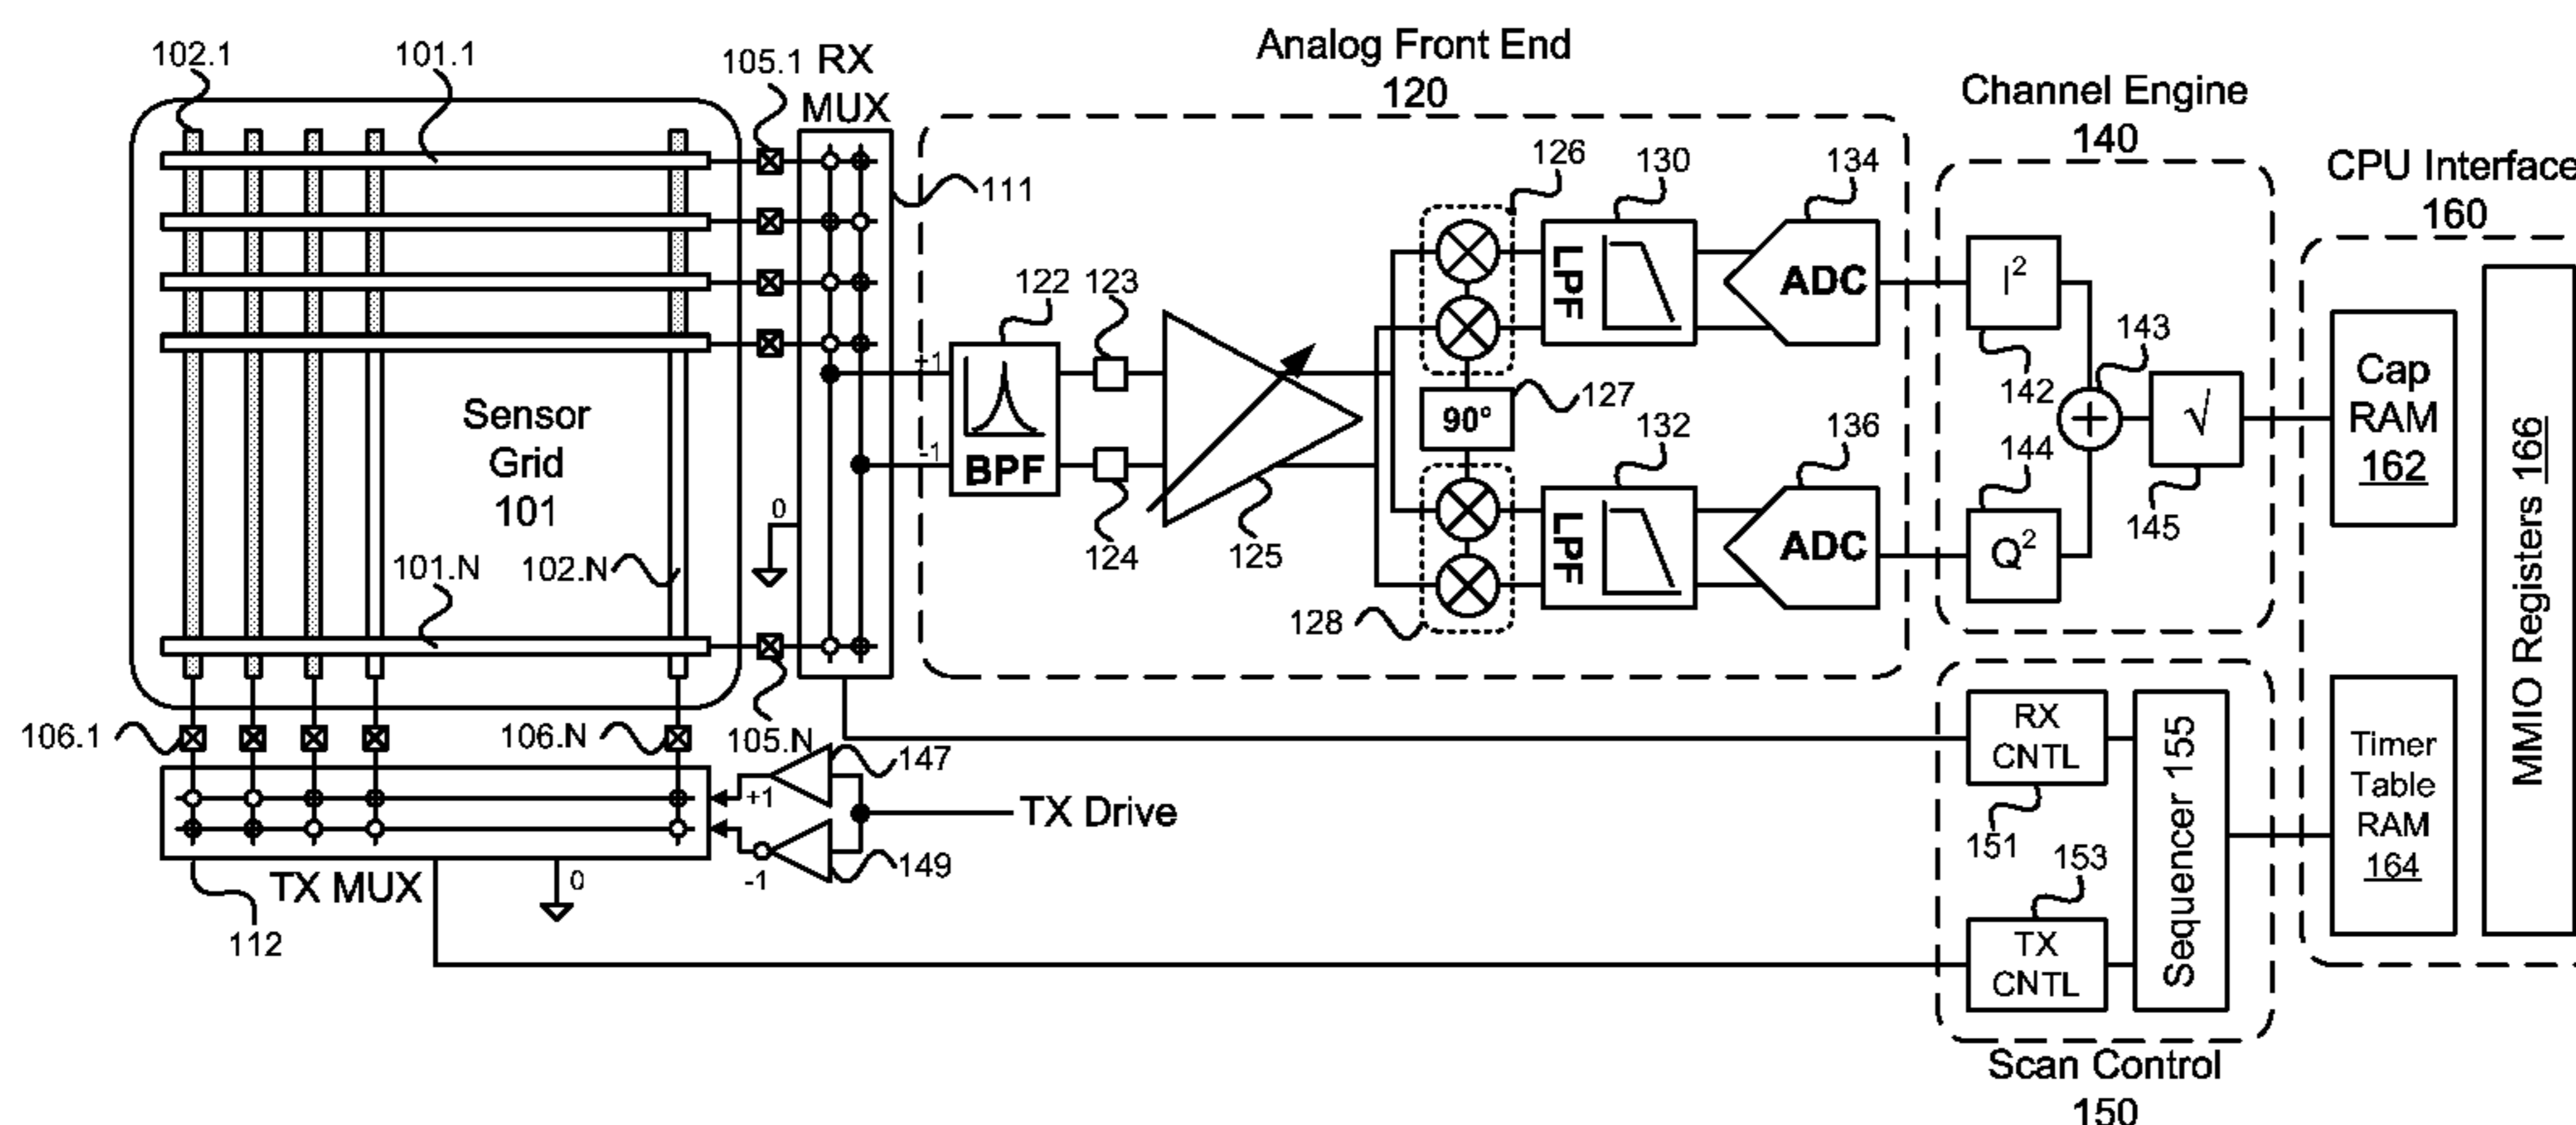 102.1
101.1
105.1 RX
MUX
111
Analog Front End
120
Channel Engine
140
CPU Interface
160
126
130
134
122
123
+1
-1
BPF
124
125
127
90°
128
LPF
ADC
132
136
LPF
ADC
I²
142
143
144
Q²
√
145
Cap
RAM
162
MMIO Registers 166
Timer
Table
RAM
164
Sensor
Grid
101
101.N
102.N
0
106.1
106.N
105.N
147
+1
TX Drive
-1
149
TX MUX
0
112
RX
CNTL
151
153
TX
CNTL
Sequencer 155
Scan Control
150